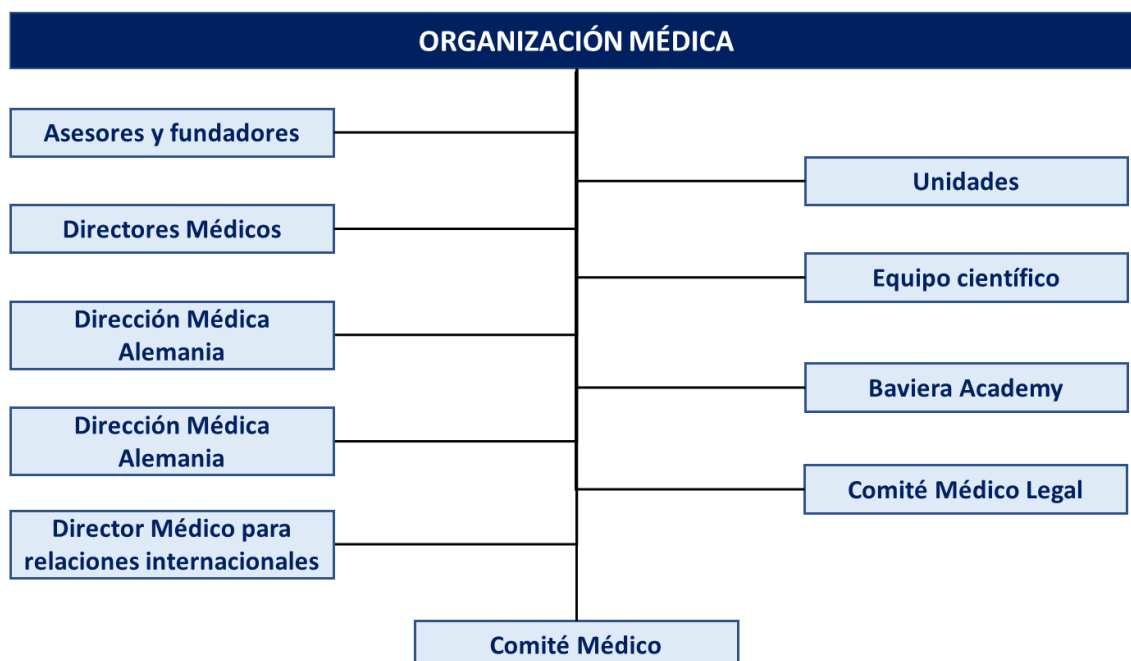 ORGANIZACIÓN MÉDICA
Asesores y fundadores
Directores Médicos
Dirección Médica
Alemania
Dirección Médica
Alemania
Director Médico para
relaciones internacionales
Unidades
Equipo científico
Baviera Academy
Comité Médico Legal
Comité Médico